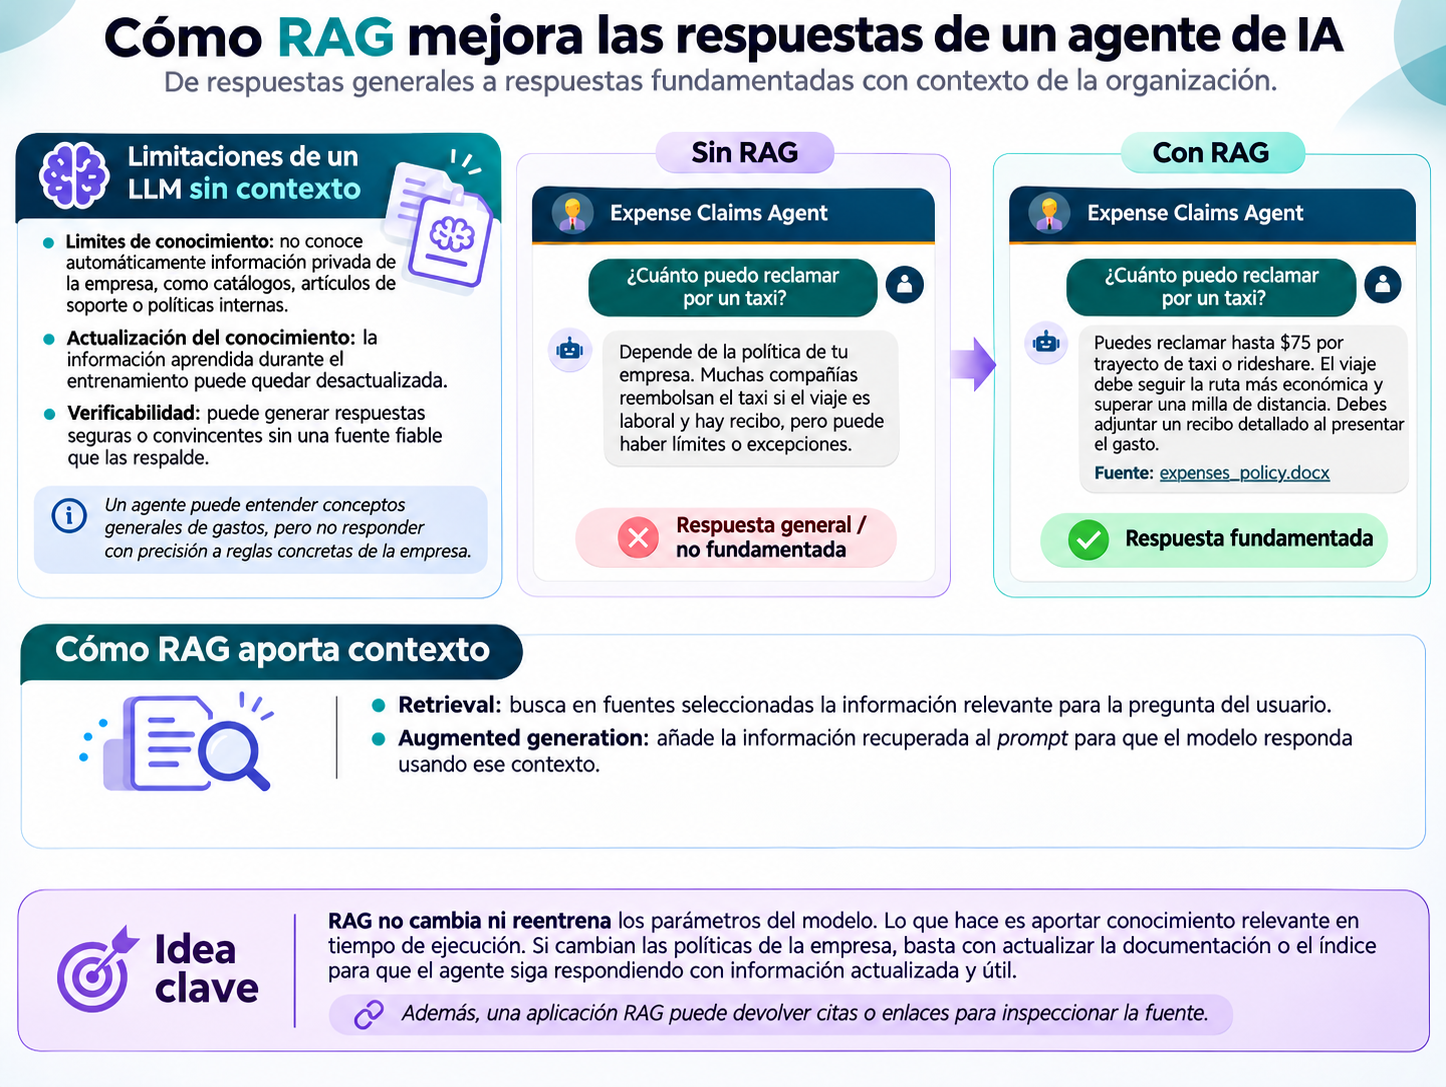 Cómo RAG mejora las respuestas de un agente de IA
De respuestas generales a respuestas fundamentadas con contexto de la organización.
Limitaciones de un
LLM sin contexto
Limites de conocimiento: no conoce
automáticamente información privada de
la empresa, como catálogos, artículos de
soporte o políticas internas.
Actualización del conocimiento: la
información aprendida durante el
entrenamiento puede quedar desactualizada.
Verificabilidad: puede generar respuestas
seguras o convincentes sin una fuente fiable
que las respalde.
Un agente puede entender conceptos
generales de gastos, pero no responder
con precisión a reglas concretas de la empresa.
Sin RAG
Expense Claims Agent
¿Cuánto puedo reclamar
por un taxi?
Depende de la política de tu
empresa. Muchas compañías
reembolsan el taxi si el viaje es
laboral y hay recibo, pero puede
haber límites o excepciones.
Respuesta general /
no fundamentada
Con RAG
Expense Claims Agent
¿Cuánto puedo reclamar
por un taxi?
Puedes reclamar hasta $75 por
trayecto de taxi o rideshare. El viaje
debe seguir la ruta más económica y
superar una milla de distancia. Debes
adjuntar un recibo detallado al presentar
el gasto.
Fuente: expenses_policy.docx
Respuesta fundamentada
Cómo RAG aporta contexto
Retrieval: busca en fuentes seleccionadas la información relevante para la pregunta del usuario.
Augmented generation: añade la información recuperada al prompt para que el modelo responda
usando ese contexto.
Idea
clave
RAG no cambia ni reentrena los parámetros del modelo. Lo que hace es aportar conocimiento relevante en
tiempo de ejecución. Si cambian las políticas de la empresa, basta con actualizar la documentación o el índice
para que el agente siga respondiendo con información actualizada y útil.
Además, una aplicación RAG puede devolver citas o enlaces para inspeccionar la fuente.